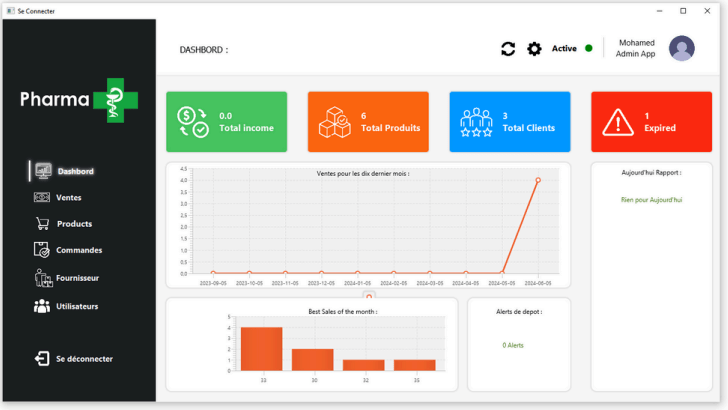 Se Connecter
DASHBORD :
Active
Mohamed
Admin App
Pharma
Dashbord
Ventes
Products
Commandes
Fournisseur
Utilisateurs
Se déconnecter
0.0
Total income
6
Total Produits
3
Total Clients
1
Expired
Ventes pour les dix dernier mois :
4,5
4,0
3,5
3,0
2,5
2,0
1,5
1,0
0,5
0,0
2023-09-05 2023-10-05 2023-11-05 2023-12-05 2024-01-05 2024-02-05 2024-03-05 2024-04-05 2024-05-05 2024-06-05
Aujourd'hui Rapport :
Rien pour Aujourd'hui
Best Sales of the month :
5
4
3
2
1
0
Alerts de depot :
0 Alerts